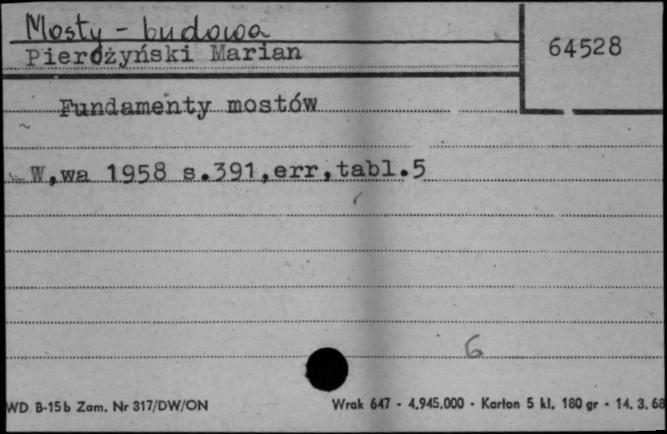 Mosty - budowa
Pierożyński Marian
64528
Fundamenty mostów
W,wa 1958 s.391,err,tabl.5
6
WD B-15b Zam. Nr 317/DW/ON
Wrak 647 - 4.945.000 - Karton 5 kl. 180 gr - 14. 3. 68